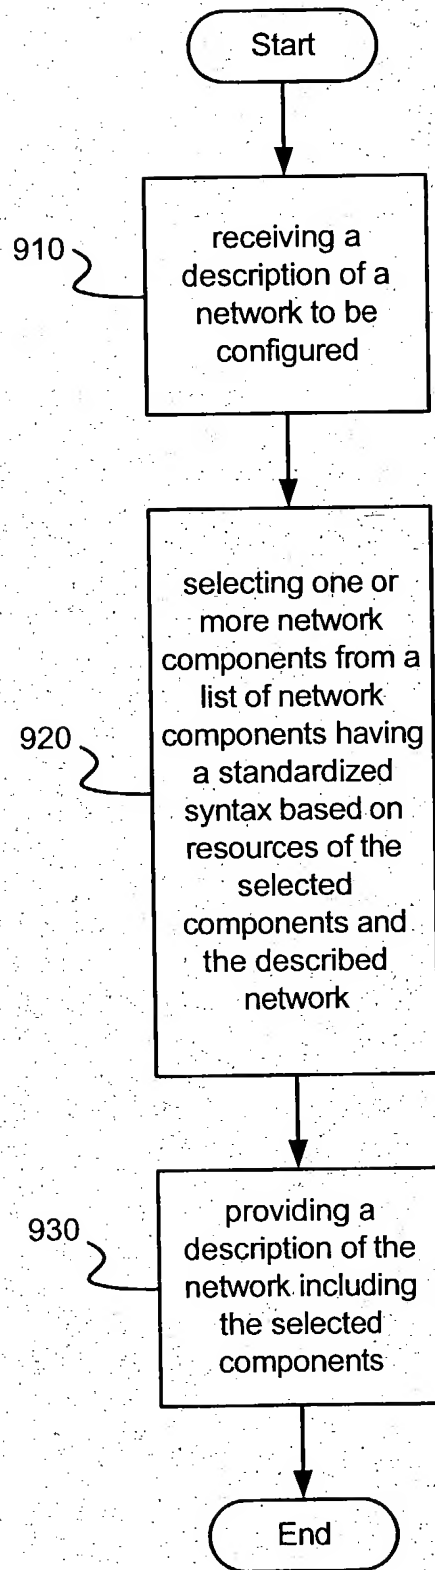 Start
910
receiving a
description of a
network to be
configured
920
selecting one or
more network
components from a
list of network
components having
a standardized
syntax based on
resources of the
selected
components and
the described
network
930
providing a
description of the
network including
the selected
components
End